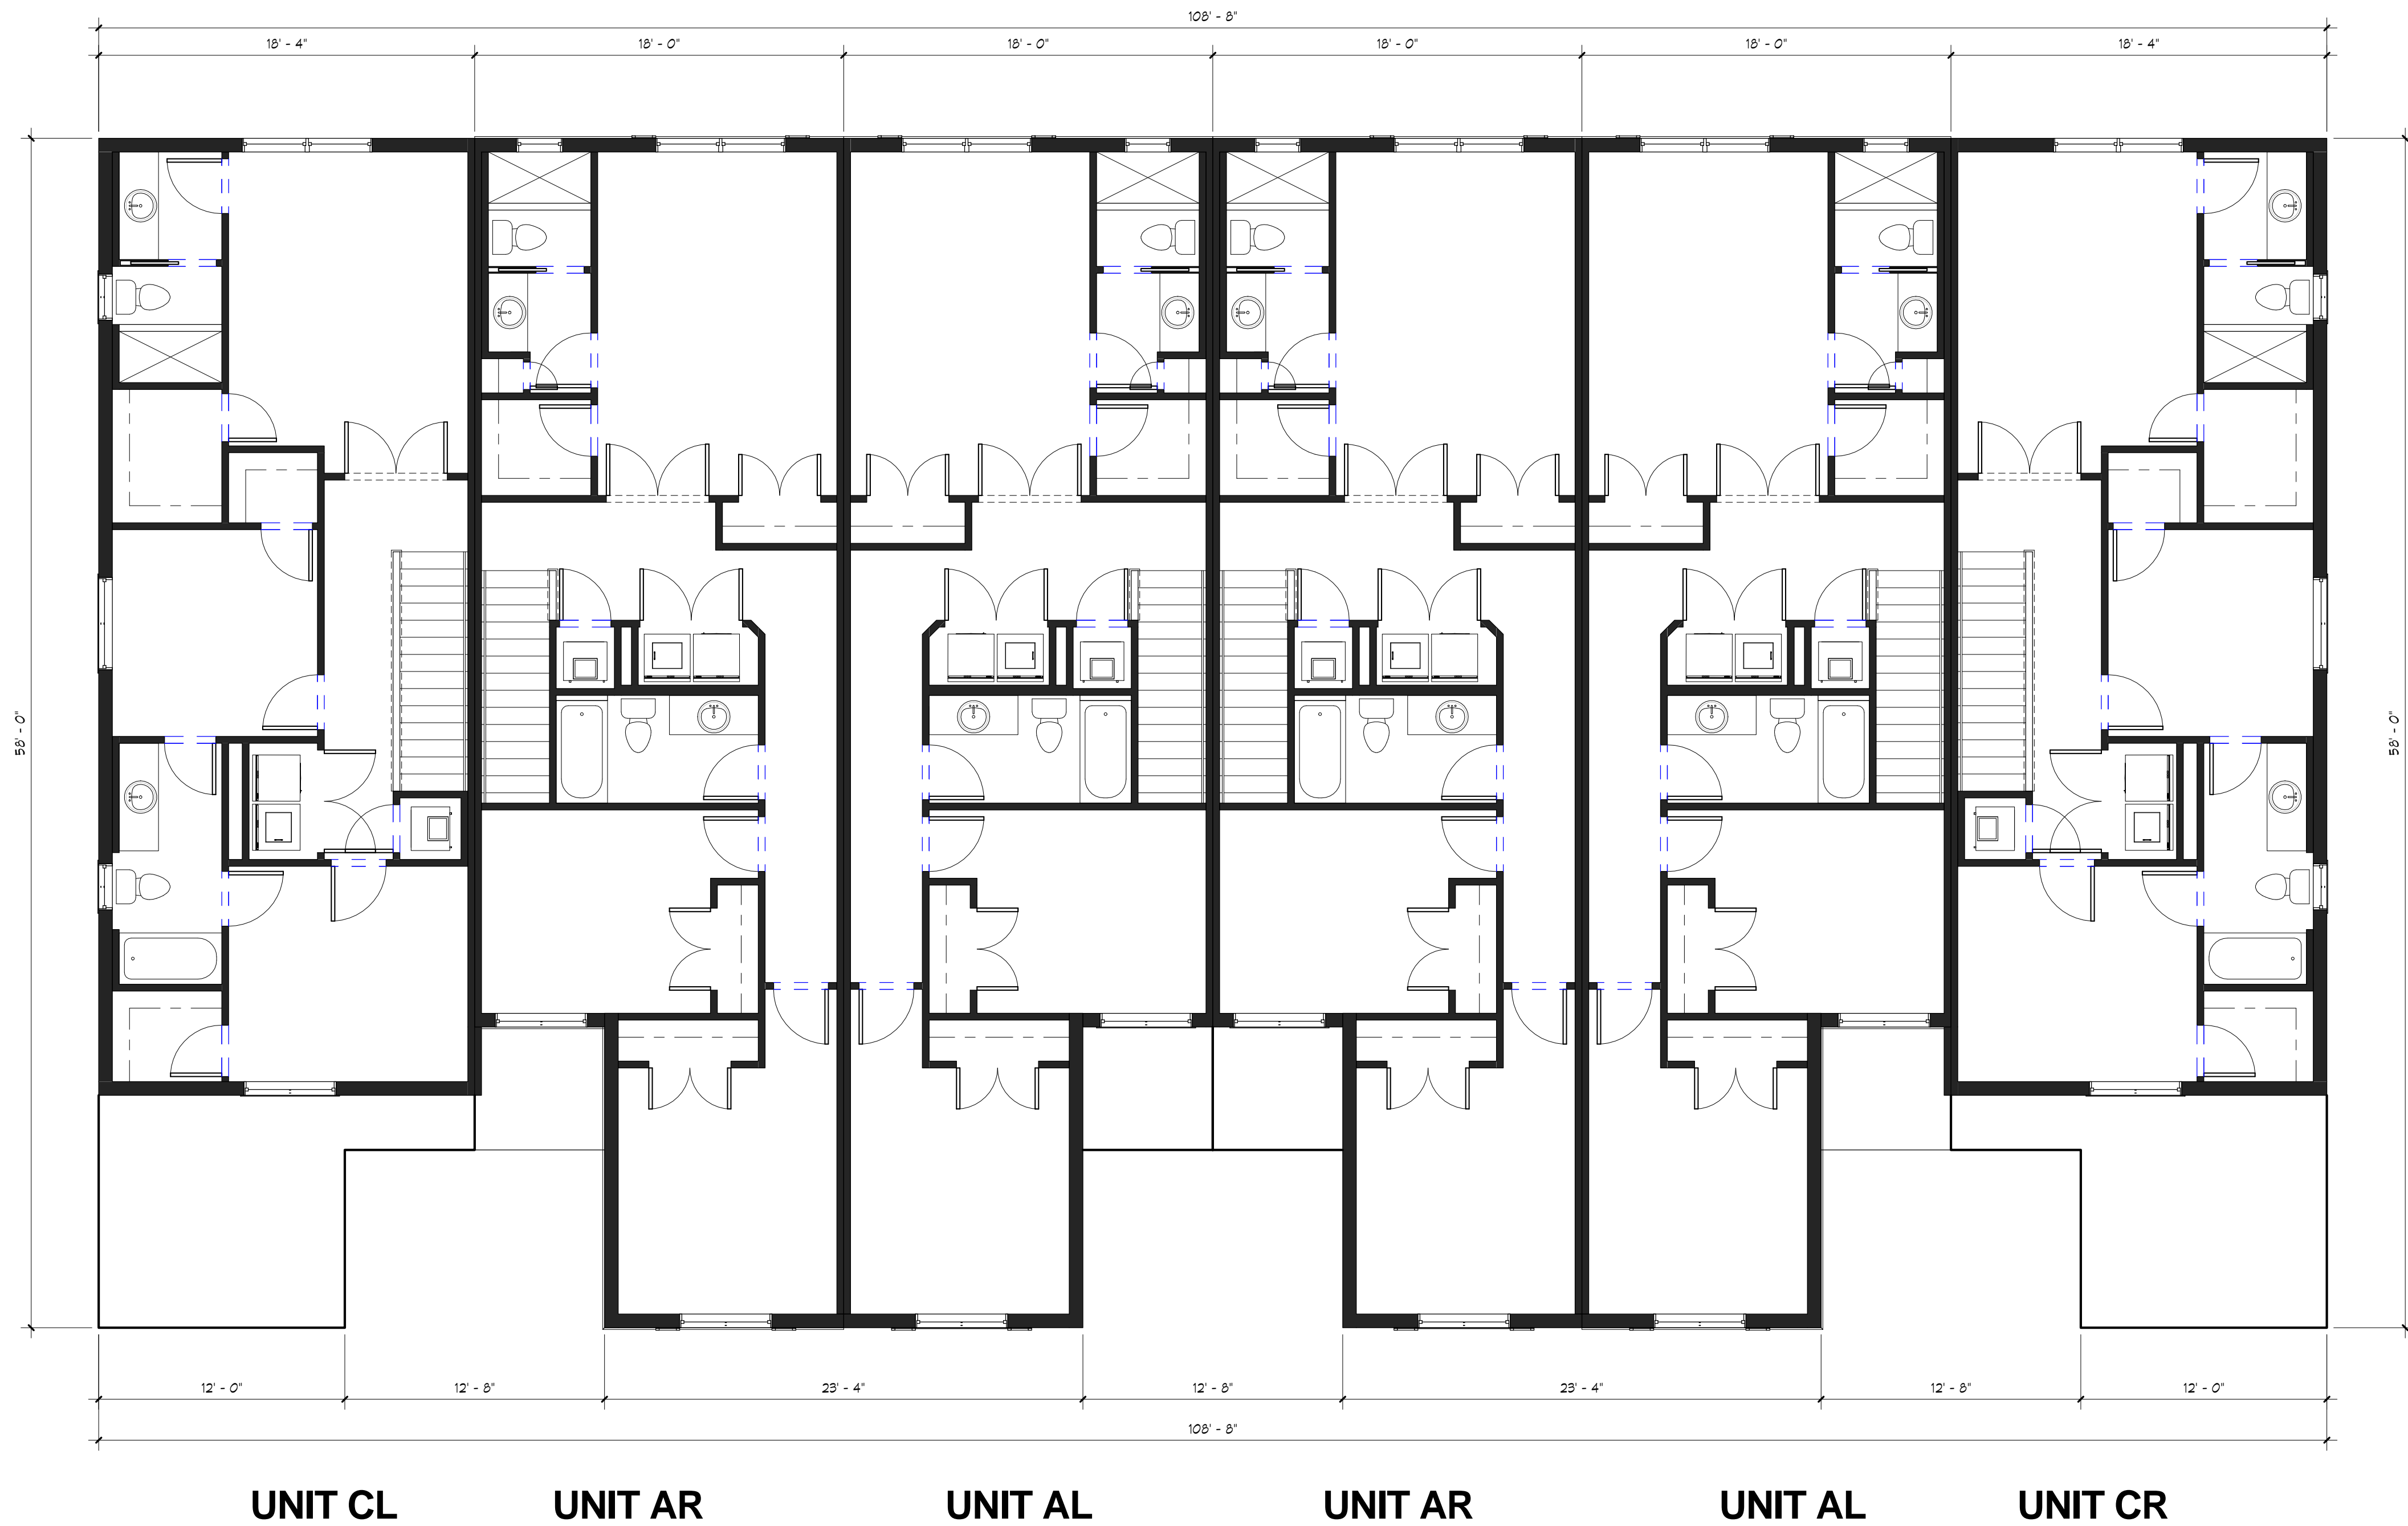 108' - 8"
18' - 4" 18' - 0" 18' - 0" 18' - 0" 18' - 0" 18' - 4"
58' - 0" 58' - 0"
12' - 0" 12' - 8" 23' - 4" 12' - 8" 23' - 4" 12' - 8" 12' - 0"
108' - 8"
UNIT CL UNIT AR UNIT AL UNIT AR UNIT AL UNIT CR